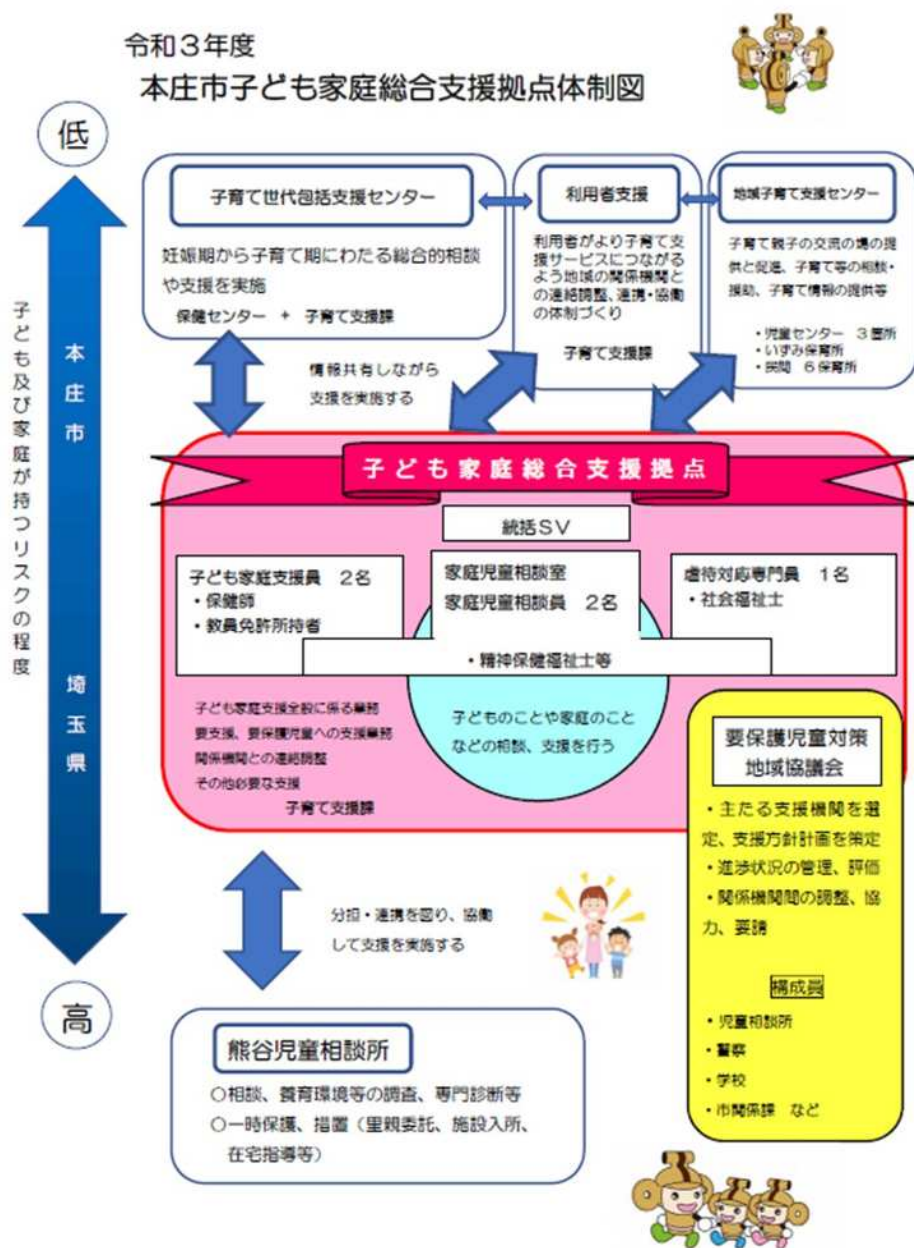 令和３年度
本庄市子ども家庭総合支援拠点体制図
低
子ども及び家庭が持つリスクの程度
本庄市
埼玉県
高
子育て世代包括支援センター
妊娠期から子育て期にわたる総合的相談
や支援を実施
保健センター　＋　子育て支援課
利用者支援
利用者がより子育て支
援サービスにつながる
よう地域の関係機関と
の連絡調整、連携・協働
の体制づくり
子育て支援課
地域子育て支援センター
子育て親子の交流の場の提
供と促進、子育て等の相談・
援助、子育て情報の提供等
・児童センター　３箇所
・いずみ保育所
・民間　６保育所
情報共有しながら
支援を実施する
子ども家庭総合支援拠点
統括ＳＶ
子ども家庭支援員　２名
・保健師
・教員免許所持者
家庭児童相談室
家庭児童相談員　２名
虐待対応専門員　１名
・社会福祉士
・精神保健福祉士等
子ども家庭支援全般に係る業務
要支援、要保護児童への支援業務
関係機関との連絡調整
その他必要な支援
子育て支援課
子どものことや家庭のこと
などの相談、支援を行う
要保護児童対策
地域協議会
・主たる支援機関を選
定、支援方針計画を策定
・進捗状況の管理、評価
・関係機関間の調整、協
力、要請
構成員
・児童相談所
・警察
・学校
・市関係課　など
分担・連携を図り、協働
して支援を実施する
熊谷児童相談所
○相談、養育環境等の調査、専門診断等
○一時保護、措置（里親委託、施設入所、
在宅指導等）